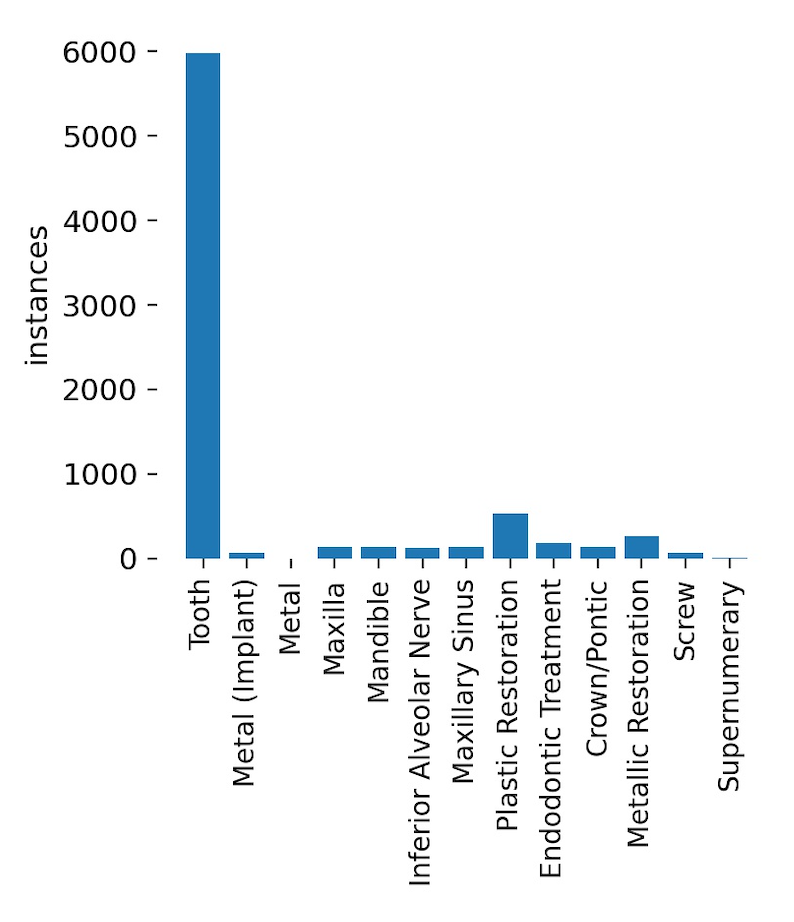 6000
5000
4000
3000
2000
1000
0
instances
Tooth
Metal (Implant)
Metal
Maxilla
Mandible
Inferior Alveolar Nerve
Maxillary Sinus
Plastic Restoration
Endodontic Treatment
Crown/Pontic
Metallic Restoration
Screw
Supernumerary